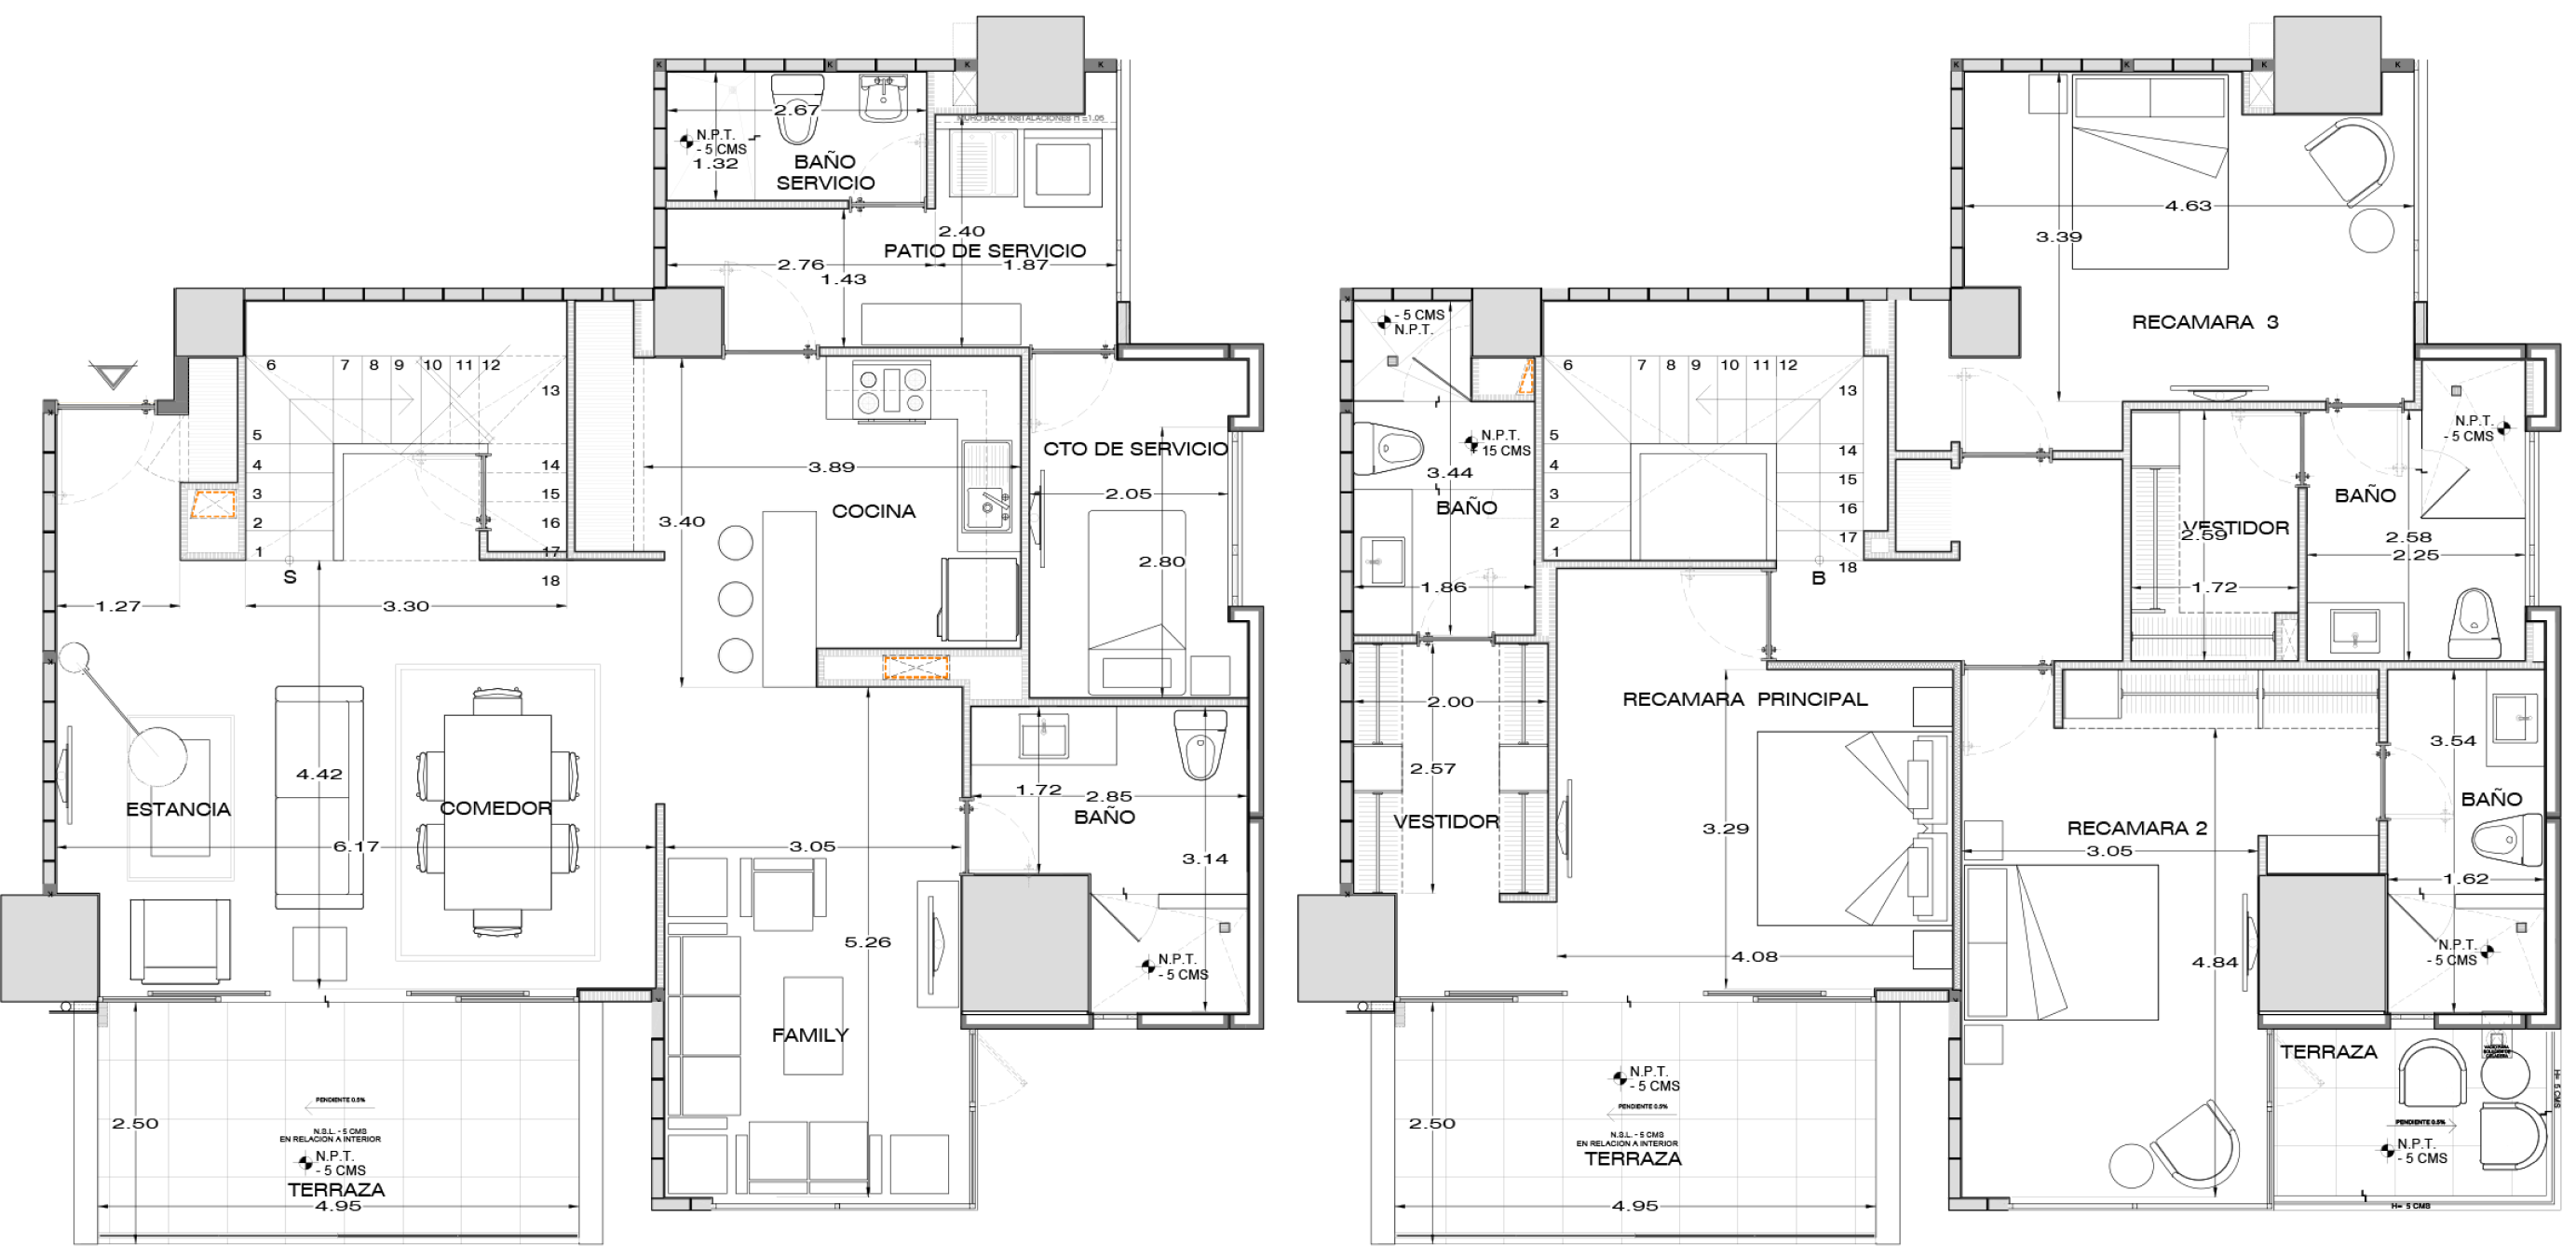 K
K
K
K
2.67
N.P.T.
- 5 CMS
1.32
BAÑO
SERVICIO
MURO BAJO INSTALACIONES H =1.05
2.40
PATIO DE SERVICIO
2.76
1.87
1.43
6
7
8
9
10
11
12
13
5
4
3
2
1
14
15
16
17
18
S
1.27
3.30
3.89
COCINA
3.40
CTO DE SERVICIO
2.05
2.80
4.42
ESTANCIA
COMEDOR
6.17
3.05
1.72
2.85
BAÑO
3.14
5.26
N.P.T.
- 5 CMS
FAMILY
2.50
PENDIENTE 0.5%
N.S.L. - 5 CMS
EN RELACION A INTERIOR
N.P.T.
- 5 CMS
TERRAZA
4.95
K
K
K
K
4.63
3.39
RECAMARA 3
- 5 CMS
N.P.T.
6
7
8
9
10
11
12
13
5
4
3
2
1
14
15
16
17
18
B
N.P.T.
+ 15 CMS
3.44
BAÑO
1.86
N.P.T.
- 5 CMS
BAÑO
VESTIDOR
2.59
2.58
2.25
1.72
2.00
2.57
VESTIDOR
RECAMARA PRINCIPAL
3.29
4.08
3.54
BAÑO
RECAMARA 2
3.05
1.62
4.84
N.P.T.
- 5 CMS
TERRAZA
H= 5 CMS
PENDIENTE 0.5%
N.P.T.
- 5 CMS
H= 5 CMS
2.50
N.P.T.
- 5 CMS
PENDIENTE 0.5%
N.S.L. - 5 CMS
EN RELACION A INTERIOR
TERRAZA
4.95